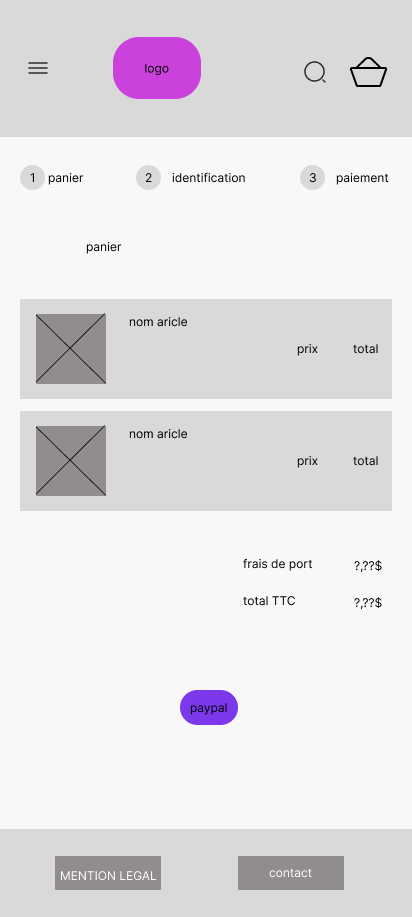 logo
1 panier
2 identification
3 paiement
panier
nom aricle
prix total
nom aricle
prix total
frais de port ?,??$
total TTC ?,??$
paypal
MENTION LEGAL
contact